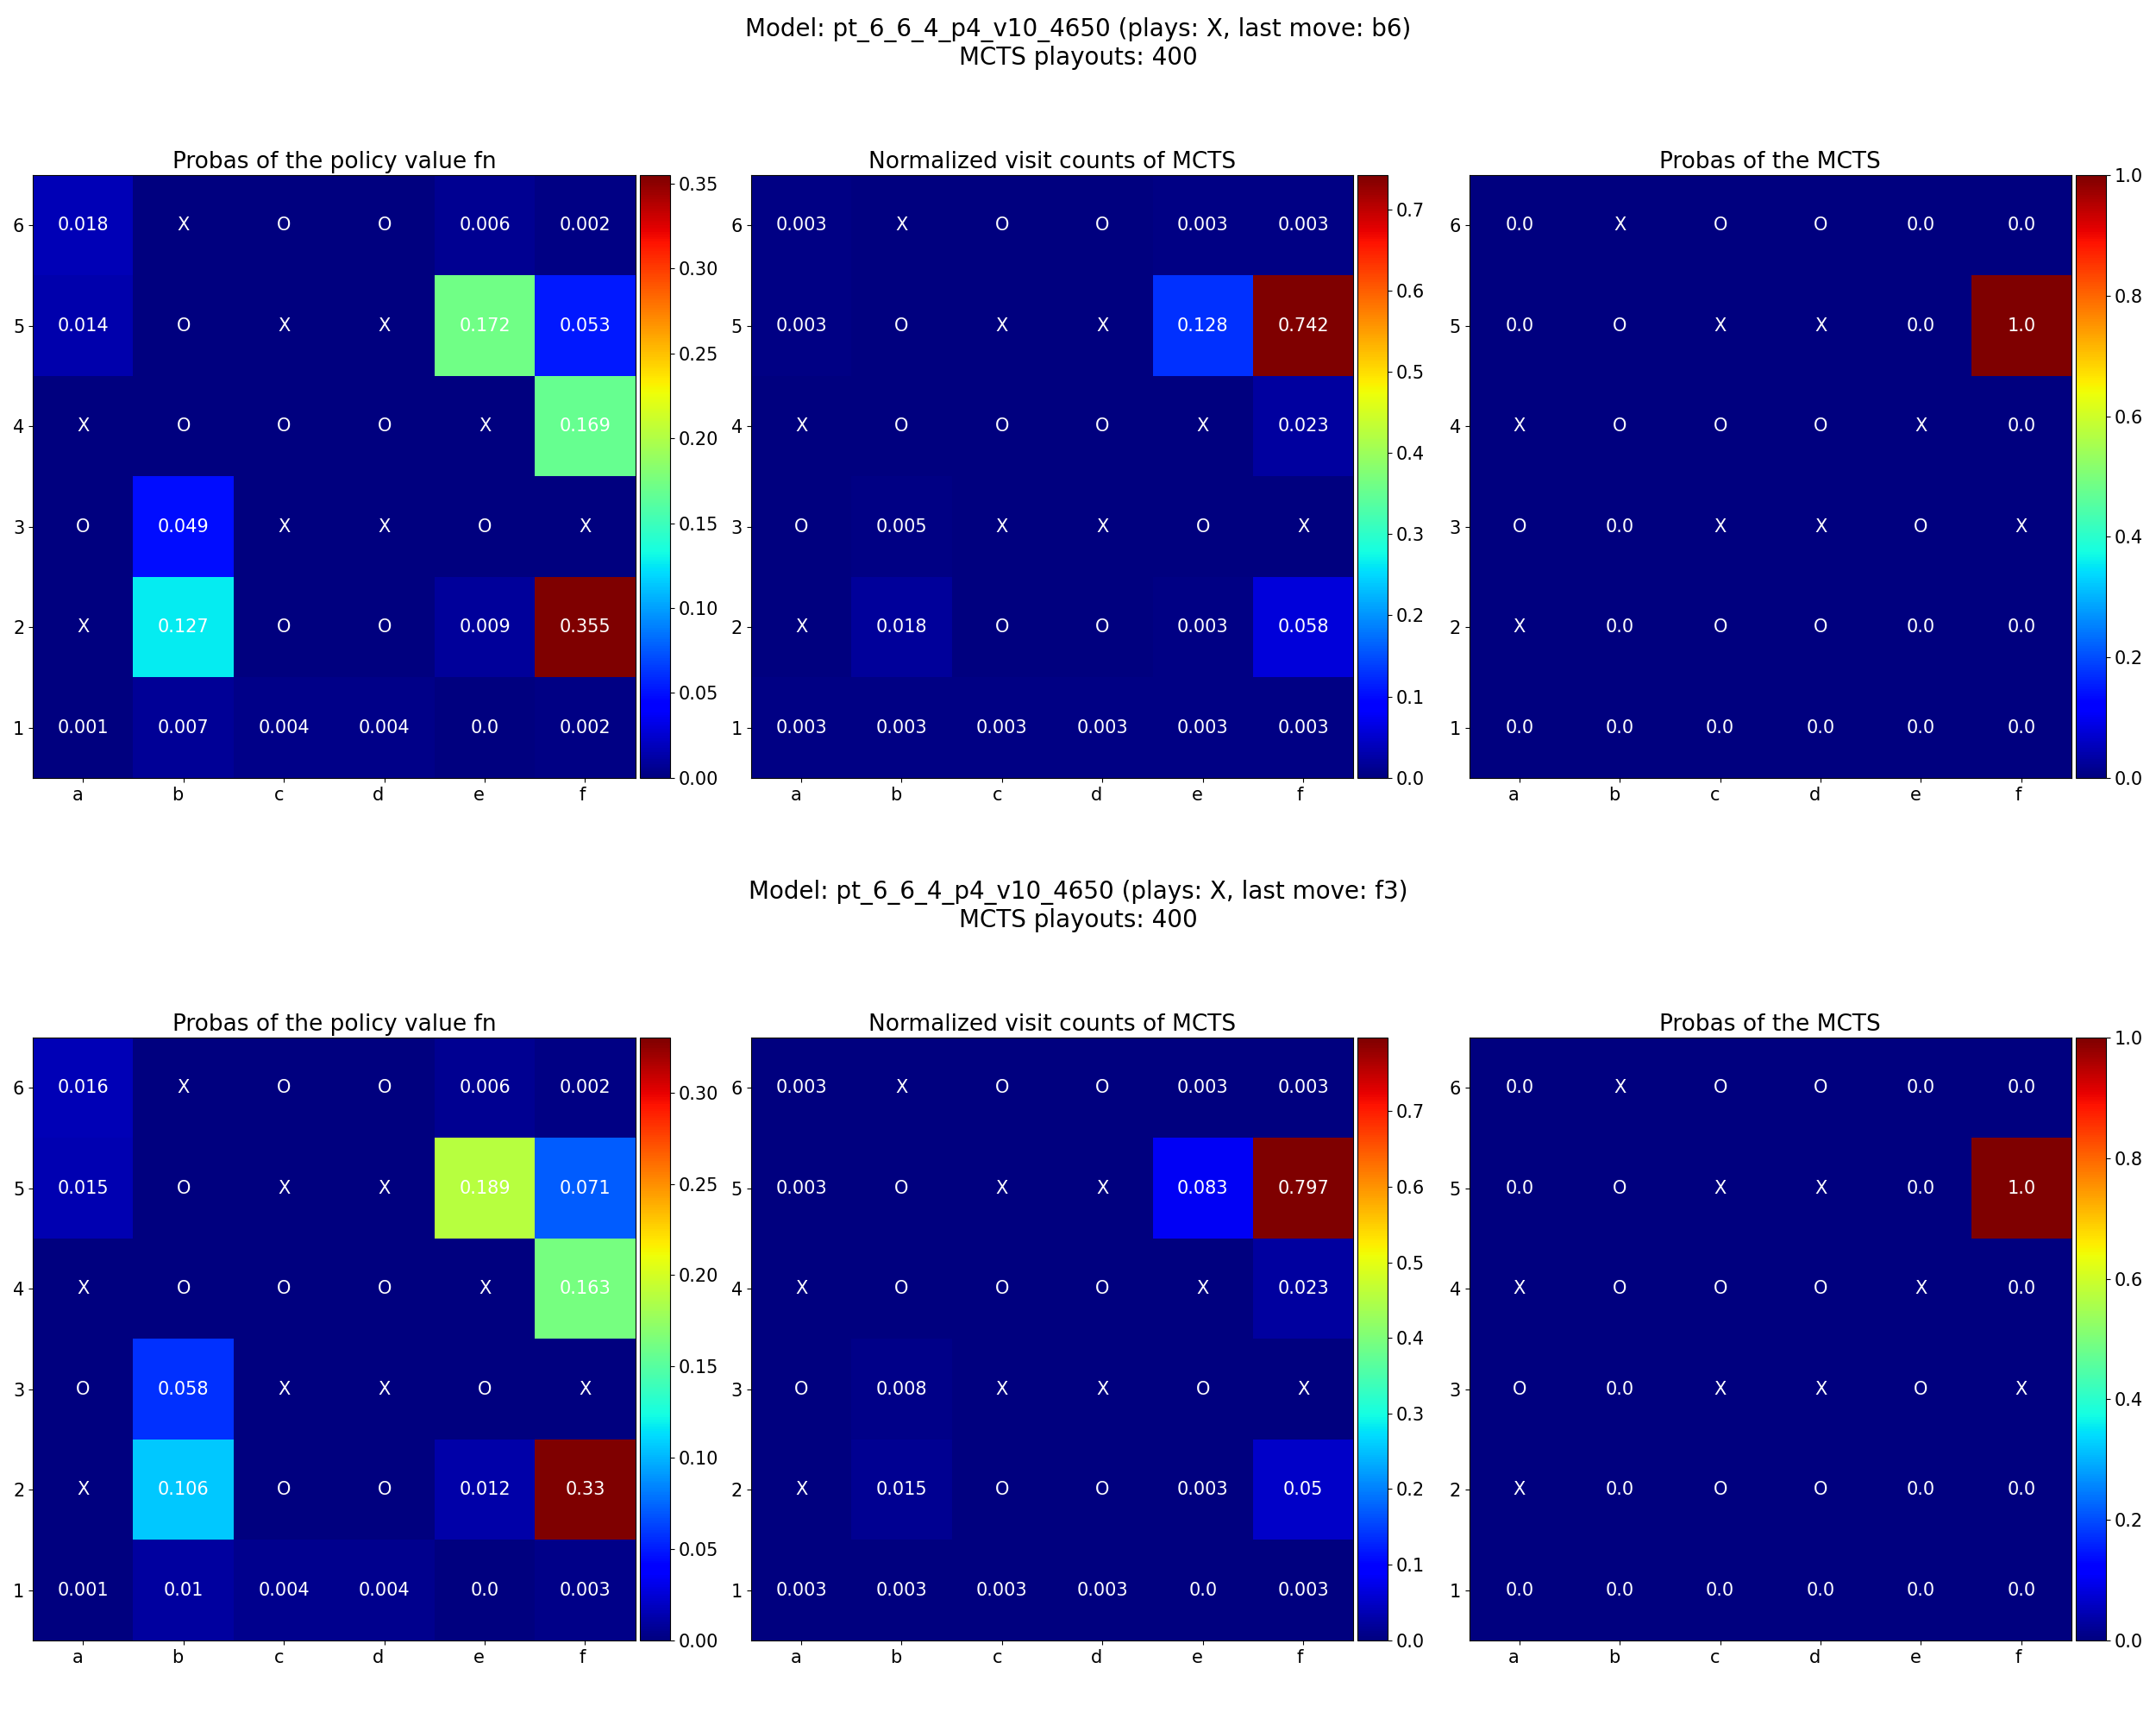 Model: pt_6_6_4_p4_v10_4650 (plays: X, last move: b6)
MCTS playouts: 400
Probas of the policy value fn
6 0.018 X O O 0.006 0.002
5 0.014 O X X 0.172 0.053
4 X O O O X 0.169
3 O 0.049 X X O X
2 X 0.127 O O 0.009 0.355
1 0.001 0.007 0.004 0.004 0.0 0.002
a b c d e f
0.35
0.30
0.25
0.20
0.15
0.10
0.05
0.00
Normalized visit counts of MCTS
6 0.003 X O O 0.003 0.003
5 0.003 O X X 0.128 0.742
4 X O O O X 0.023
3 O 0.005 X X O X
2 X 0.018 O O 0.003 0.058
1 0.003 0.003 0.003 0.003 0.003 0.003
a b c d e f
0.7
0.6
0.5
0.4
0.3
0.2
0.1
0.0
Probas of the MCTS
6 0.0 X O O 0.0 0.0
5 0.0 O X X 0.0 1.0
4 X O O O X 0.0
3 O 0.0 X X O X
2 X 0.0 O O 0.0 0.0
1 0.0 0.0 0.0 0.0 0.0 0.0
a b c d e f
1.0
0.8
0.6
0.4
0.2
0.0
Model: pt_6_6_4_p4_v10_4650 (plays: X, last move: f3)
MCTS playouts: 400
Probas of the policy value fn
6 0.016 X O O 0.006 0.002
5 0.015 O X X 0.189 0.071
4 X O O O X 0.163
3 O 0.058 X X O X
2 X 0.106 O O 0.012 0.33
1 0.001 0.01 0.004 0.004 0.0 0.003
a b c d e f
0.30
0.25
0.20
0.15
0.10
0.05
0.00
Normalized visit counts of MCTS
6 0.003 X O O 0.003 0.003
5 0.003 O X X 0.083 0.797
4 X O O O X 0.023
3 O 0.008 X X O X
2 X 0.015 O O 0.003 0.05
1 0.003 0.003 0.003 0.003 0.0 0.003
a b c d e f
0.7
0.6
0.5
0.4
0.3
0.2
0.1
0.0
Probas of the MCTS
6 0.0 X O O 0.0 0.0
5 0.0 O X X 0.0 1.0
4 X O O O X 0.0
3 O 0.0 X X O X
2 X 0.0 O O 0.0 0.0
1 0.0 0.0 0.0 0.0 0.0 0.0
a b c d e f
1.0
0.8
0.6
0.4
0.2
0.0